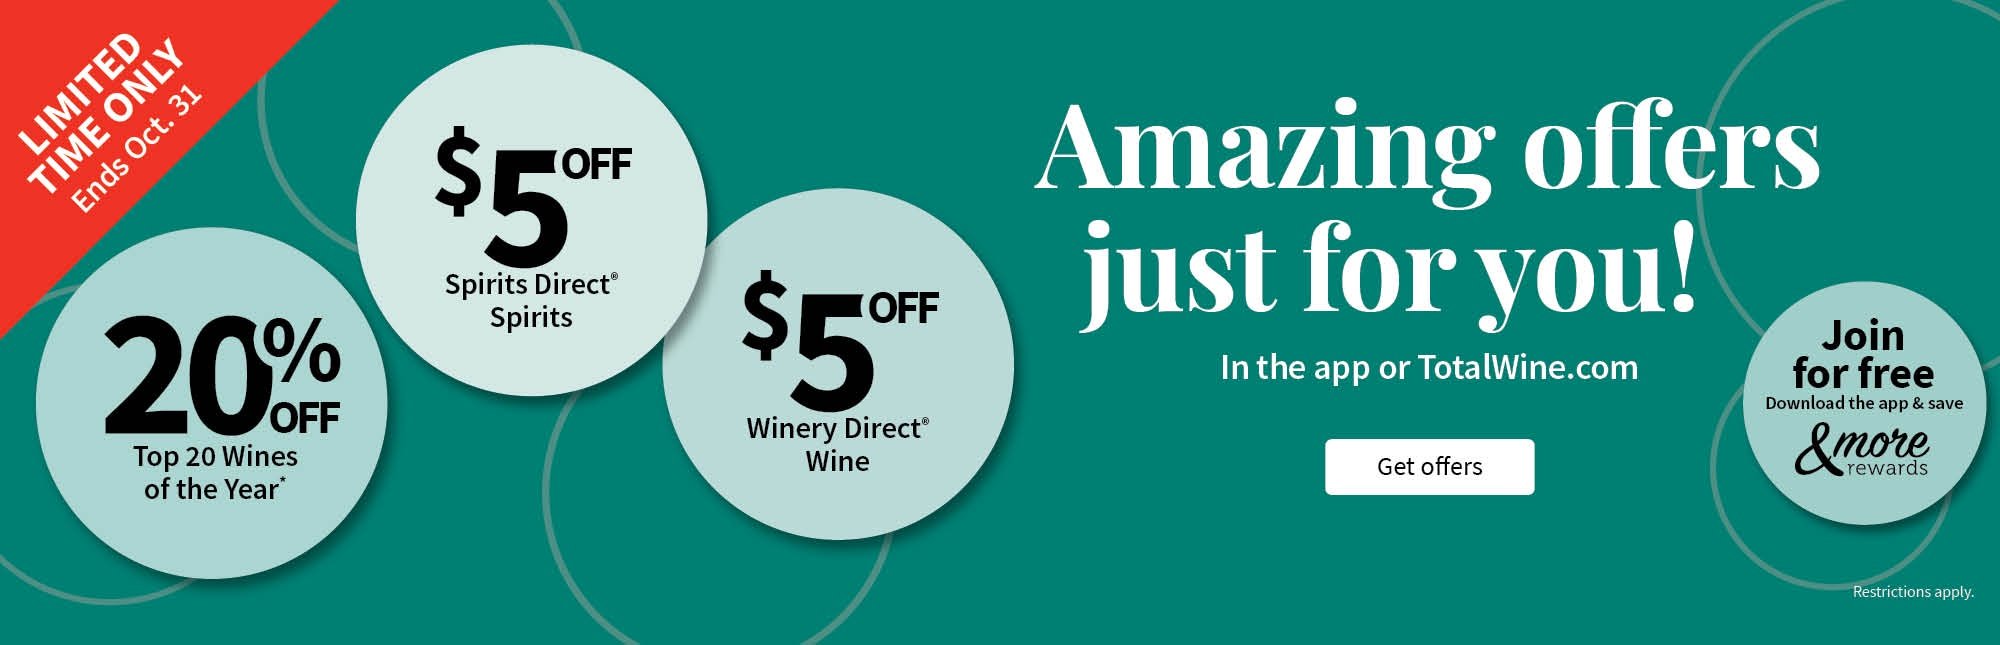 LIMITED
TIME ONLY
Ends Oct. 31
20%
OFF
Top 20 Wines
of the Year*
$5 OFF
Spirits Direct®
Spirits
$5 OFF
Winery Direct®
Wine
Amazing offers
just for you!
In the app or TotalWine.com
Get offers
Join
for free
Download the app & save
&more
rewards
Restrictions apply.